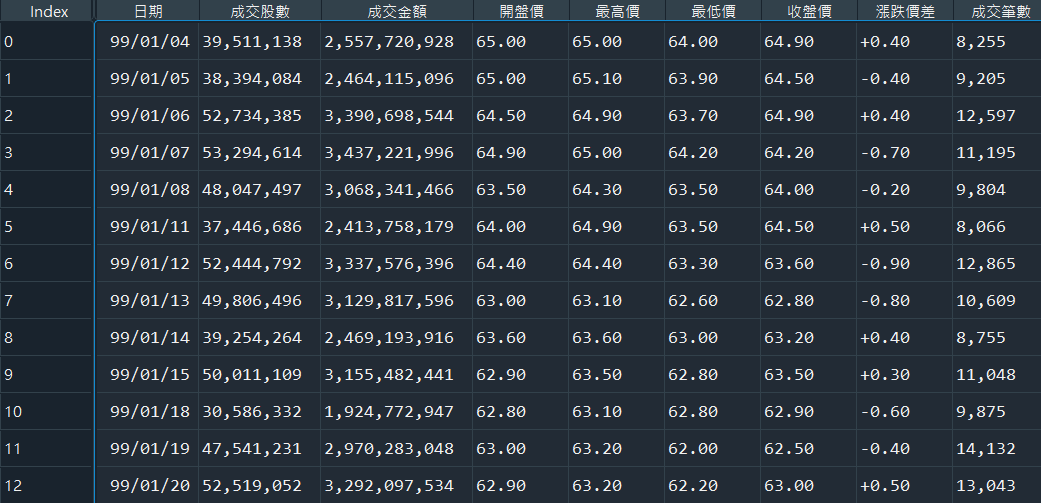 Index 日期 成交股數 成交金額 開盤價 最高價 最低價 收盤價 漲跌價差 成交筆數
0 99/01/04 39,511,138 2,557,720,928 65.00 65.00 64.00 64.90 +0.40 8,255
1 99/01/05 38,394,084 2,464,115,096 65.00 65.10 63.90 64.50 -0.40 9,205
2 99/01/06 52,734,385 3,390,698,544 64.50 64.90 63.70 64.90 +0.40 12,597
3 99/01/07 53,294,614 3,437,221,996 64.90 65.00 64.20 64.20 -0.70 11,195
4 99/01/08 48,047,497 3,068,341,466 63.50 64.30 63.50 64.00 -0.20 9,804
5 99/01/11 37,446,686 2,413,758,179 64.00 64.90 63.50 64.50 +0.50 8,066
6 99/01/12 52,444,792 3,337,576,396 64.40 64.40 63.30 63.60 -0.90 12,865
7 99/01/13 49,806,496 3,129,817,596 63.00 63.10 62.60 62.80 -0.80 10,609
8 99/01/14 39,254,264 2,469,193,916 63.60 63.60 63.00 63.20 +0.40 8,755
9 99/01/15 50,011,109 3,155,482,441 62.90 63.50 62.80 63.50 +0.30 11,048
10 99/01/18 30,586,332 1,924,772,947 62.80 63.10 62.80 62.90 -0.60 9,875
11 99/01/19 47,541,231 2,970,283,048 63.00 63.20 62.00 62.50 -0.40 14,132
12 99/01/20 52,519,052 3,292,097,534 62.90 63.20 62.20 63.00 +0.50 13,043